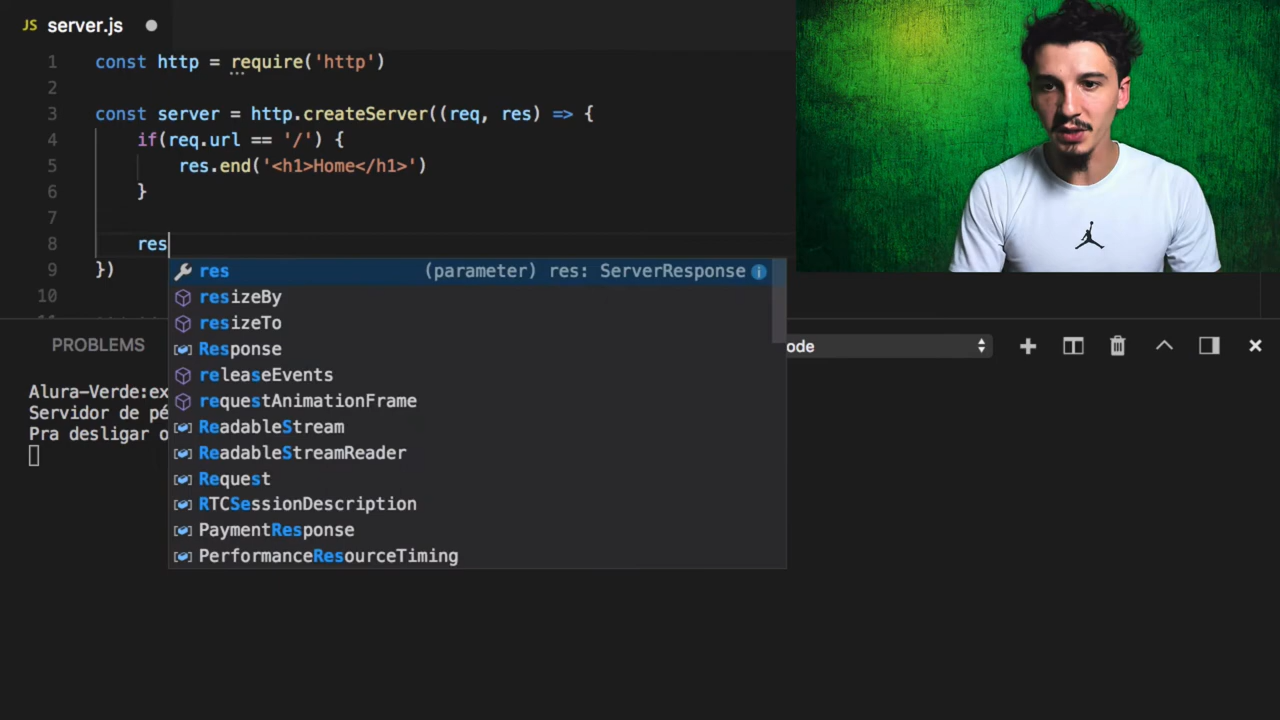 JS server.js
1 const http = require('http')
2
3 const server = http.createServer((req, res) => {
4 if(req.url == '/') {
5 res.end('<h1>Home</h1>')
6 }
7
8 res
9 })
10
res (parameter) res: ServerResponse
resizeBy
resizeTo
Response
releaseEvents
requestAnimationFrame
ReadableStream
ReadableStreamReader
Request
RTCSessionDescription
PaymentResponse
PerformanceResourceTiming
PROBLEMS
ode
Alura-Verde:ex
Servidor de pé
Pra desligar o